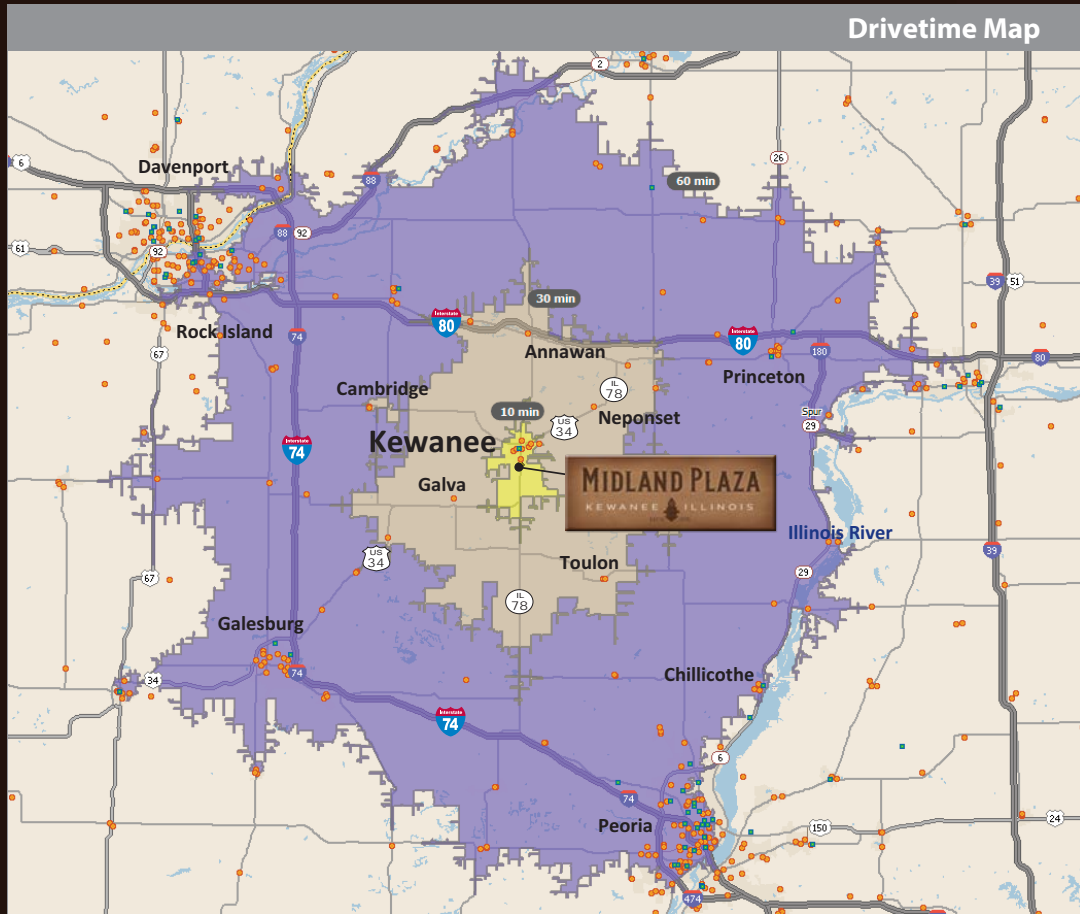 Drivetime Map
2
6
Davenport
26
88
60 min
61
92
88
92
39
51
30 min
Interstate
80
Rock Island
74
Annawan
Interstate
80
180
80
67
Cambridge
IL
78
Princeton
10 min
US
34
Neponset
Spur
29
Kewanee
Interstate
74
Galva
MIDLAND PLAZA
KEWANEE ILLINOIS
Illinois River
39
US
34
Toulon
29
67
IL
78
Galesburg
34
74
Chillicothe
Interstate
74
6
74
Peoria
150
24
474